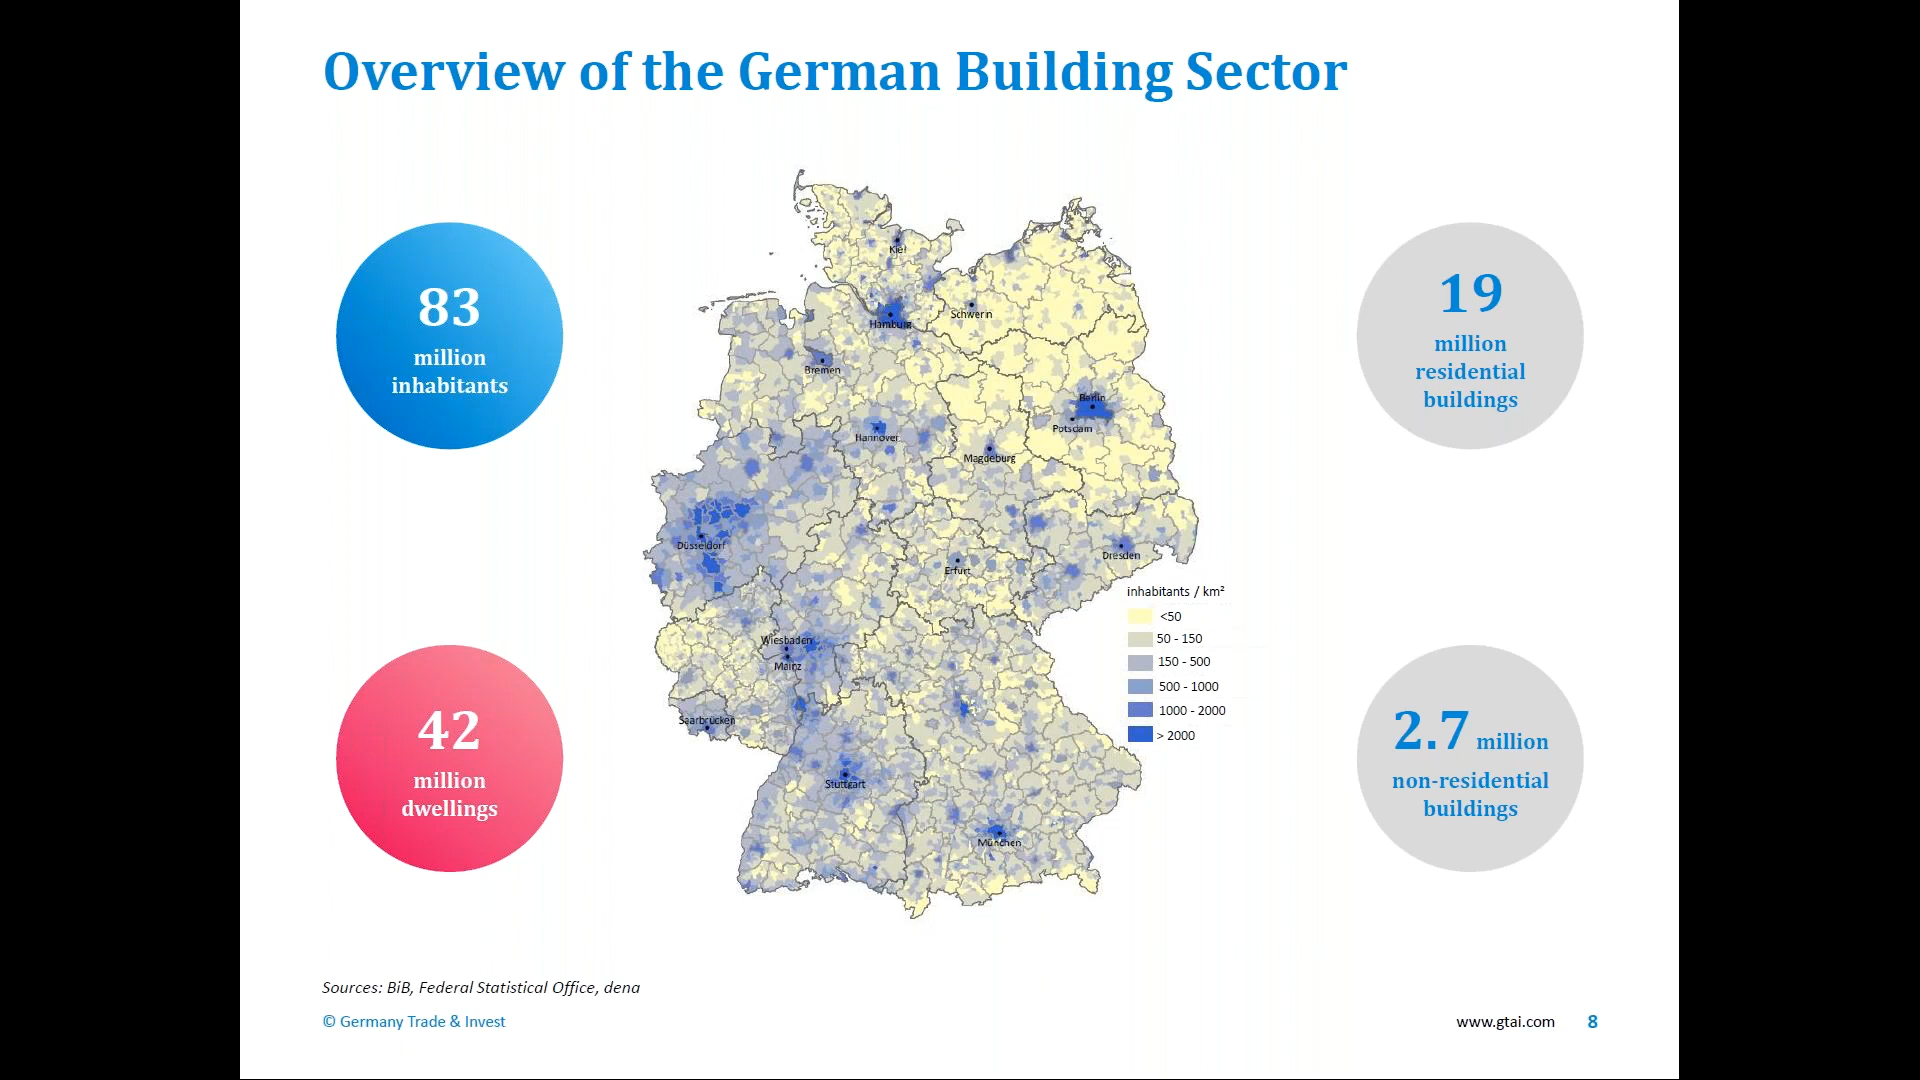 Overview of the German Building Sector
83
million
inhabitants
42
million
dwellings
Kiel
Hamburg
Schwerin
Bremen
Berlin
Potsdam
Hannover
Magdeburg
Düsseldorf
Dresden
Erfurt
Wiesbaden
Mainz
Saarbrücken
Stuttgart
München
inhabitants / km²
<50
50 - 150
150 - 500
500 - 1000
1000 - 2000
> 2000
19
million
residential
buildings
2.7 million
non-residential
buildings
Sources: BiB, Federal Statistical Office, dena
© Germany Trade & Invest
www.gtai.com 8